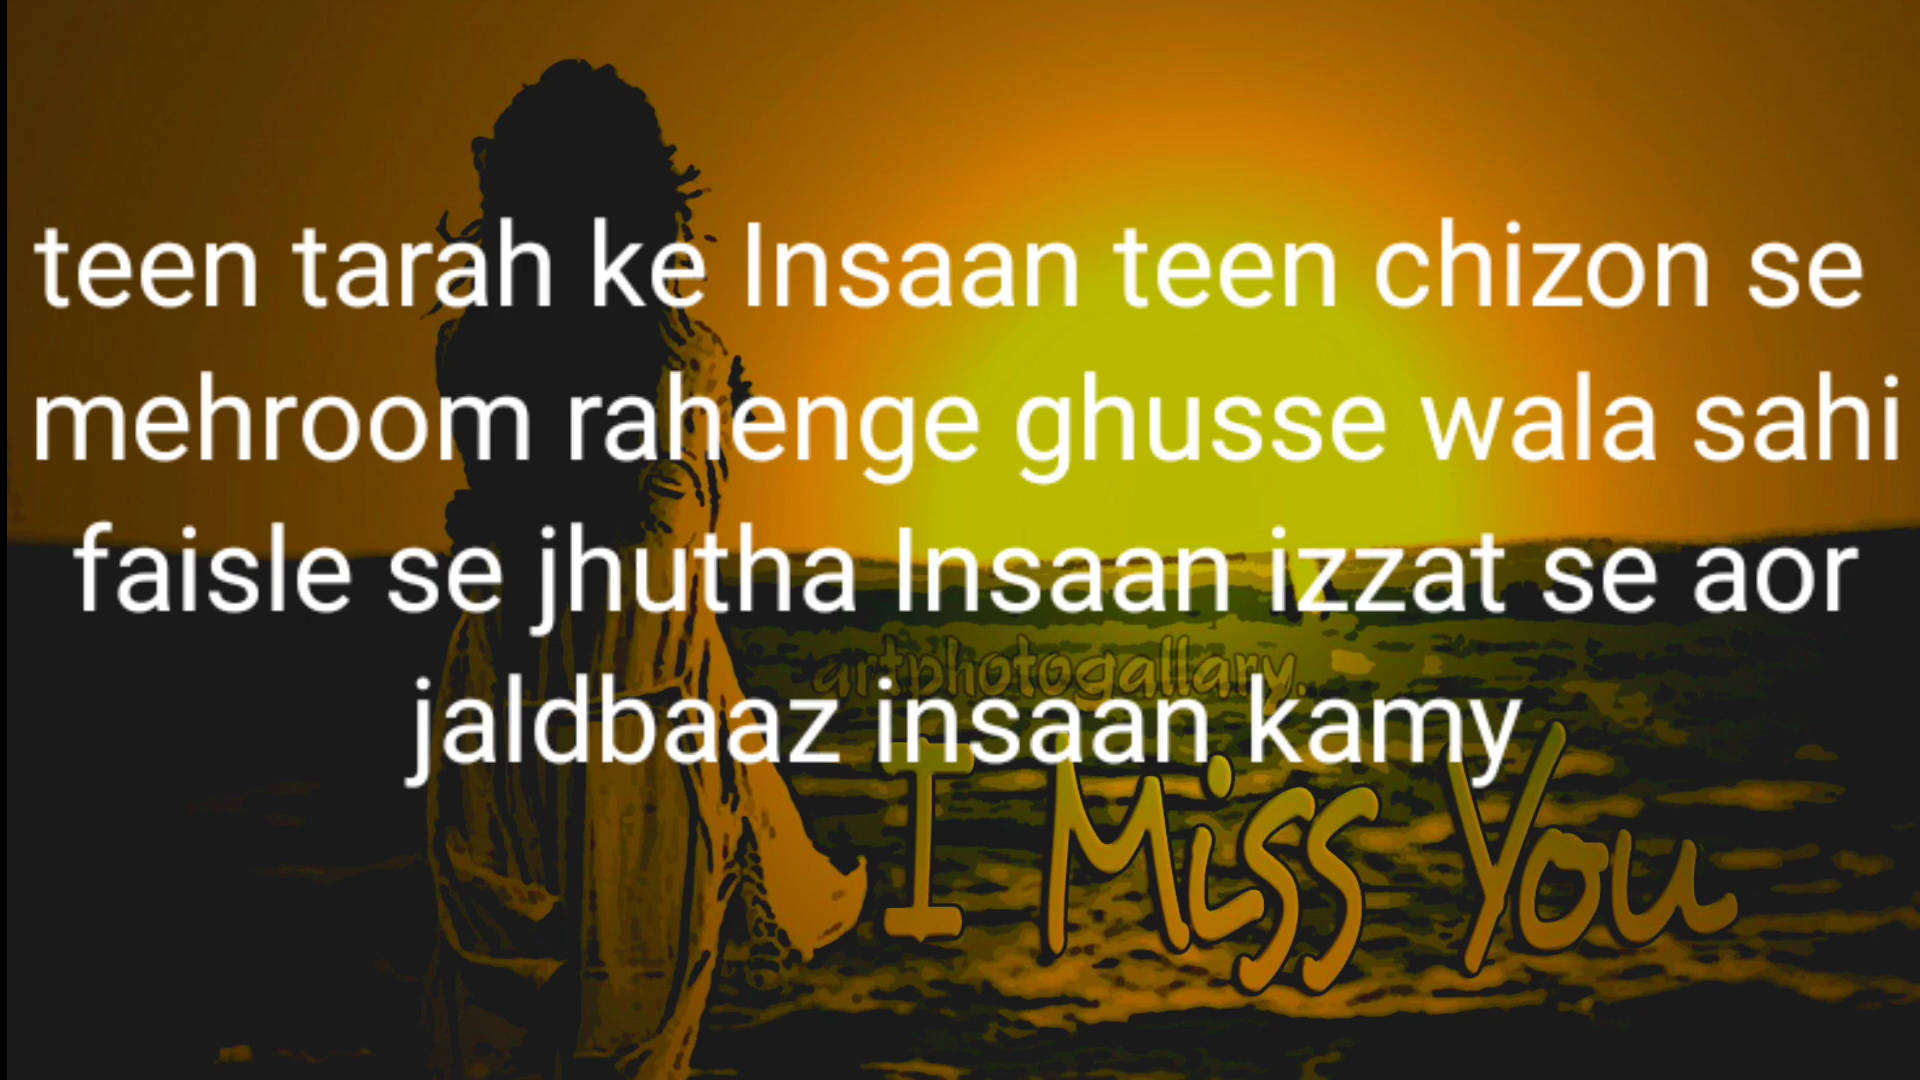 teen tarah ke Insaan teen chizon se
mehroom rahenge ghusse wala sahi
faisle se jhutha Insaan izzat se aor
artphotogallary.
jaldbaaz insaan kamy
I Miss You